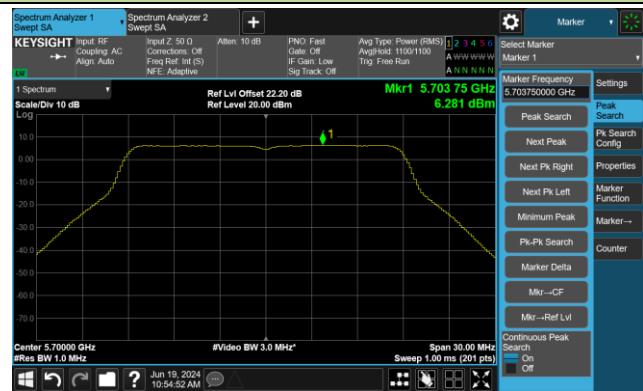 Spectrum Analyzer 1
Swept SA
Spectrum Analyzer 2
Swept SA
+
Marker
KEYSIGHT
Input: RF
Coupling: AC
Align: Auto
Input Z: 50 Ω
Corrections: Off
Freq Ref: Int (S)
NFE: Adaptive
Atten: 10 dB
PNO: Fast
Gate: Off
IF Gain: Low
Sig Track: Off
Avg Type: Power (RMS)
Avg|Hold: 1100/1100
Trig: Free Run
1 2 3 4 5 6
A W W W W W
A N N N N N
LW
Select Marker
Marker 1
1 Spectrum
Scale/Div 10 dB
Log
Ref Lvl Offset 22.20 dB
Ref Level 20.00 dBm
Mkr1 5.703 75 GHz
6.281 dBm
1
10.0
0.00
-10.0
-20.0
-30.0
-40.0
-50.0
-60.0
-70.0
Center 5.70000 GHz
#Res BW 1.0 MHz
#Video BW 3.0 MHz*
Span 30.00 MHz
Sweep 1.00 ms (201 pts)
Marker Frequency
5.703750000 GHz
Peak Search
Next Peak
Next Pk Right
Next Pk Left
Minimum Peak
Pk-Pk Search
Marker Delta
Mkr→CF
Mkr→Ref Lvl
Continuous Peak
Search
On
Off
Settings
Peak
Search
Pk Search
Config
Properties
Marker
Function
Marker→
Counter
?
Jun 19, 2024
10:54:52 AM